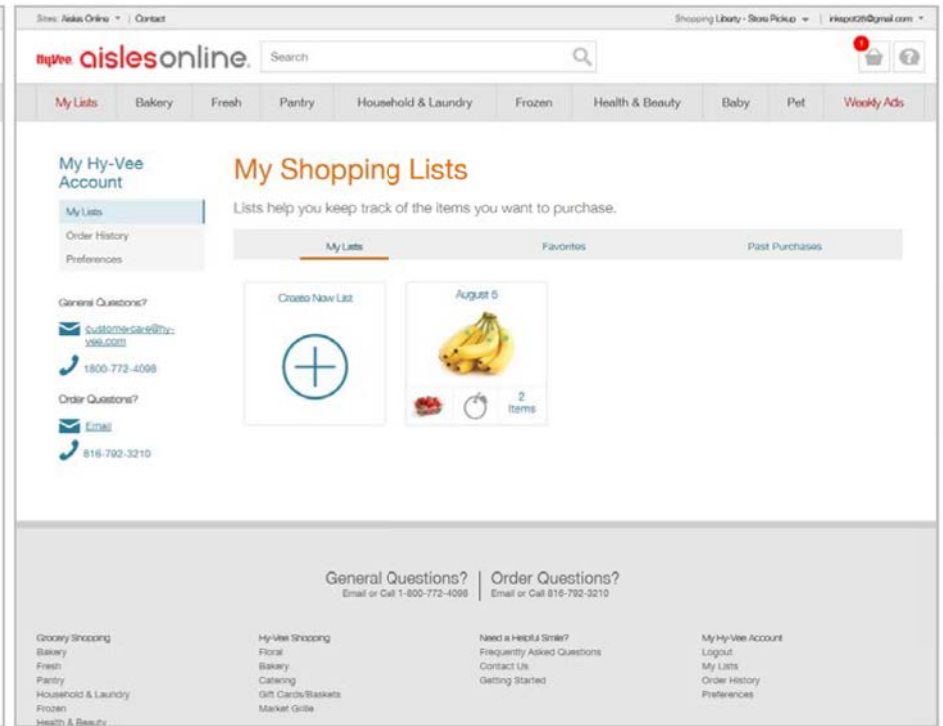 Sites: Aisles Online | Contact
Shopping Liberty - Store Pickup | inkspot28@gmail.com
HyVee aislesonline.
Search
1
?
My Lists Bakery Fresh Pantry Household & Laundry Frozen Health & Beauty Baby Pet Weekly Ads
My Hy-Vee
Account
My Lists
Order History
Preferences
General Questions?
customercare@hy-
vee.com
1800-772-4098
Order Questions?
Email
816-792-3210
My Shopping Lists
Lists help you keep track of the items you want to purchase.
My Lists Favorites Past Purchases
Create New List
August 5
2
Items
General Questions? | Order Questions?
Email or Call 1-800-772-4098 Email or Call 816-792-3210
Grocery Shopping
Bakery
Fresh
Pantry
Household & Laundry
Frozen
Health & Beauty
Hy-Vee Shopping
Floral
Bakery
Catering
Gift Cards/Baskets
Market Grille
Need a Helpful Smile?
Frequently Asked Questions
Contact Us
Getting Started
My Hy-Vee Account
Logout
My Lists
Order History
Preferences